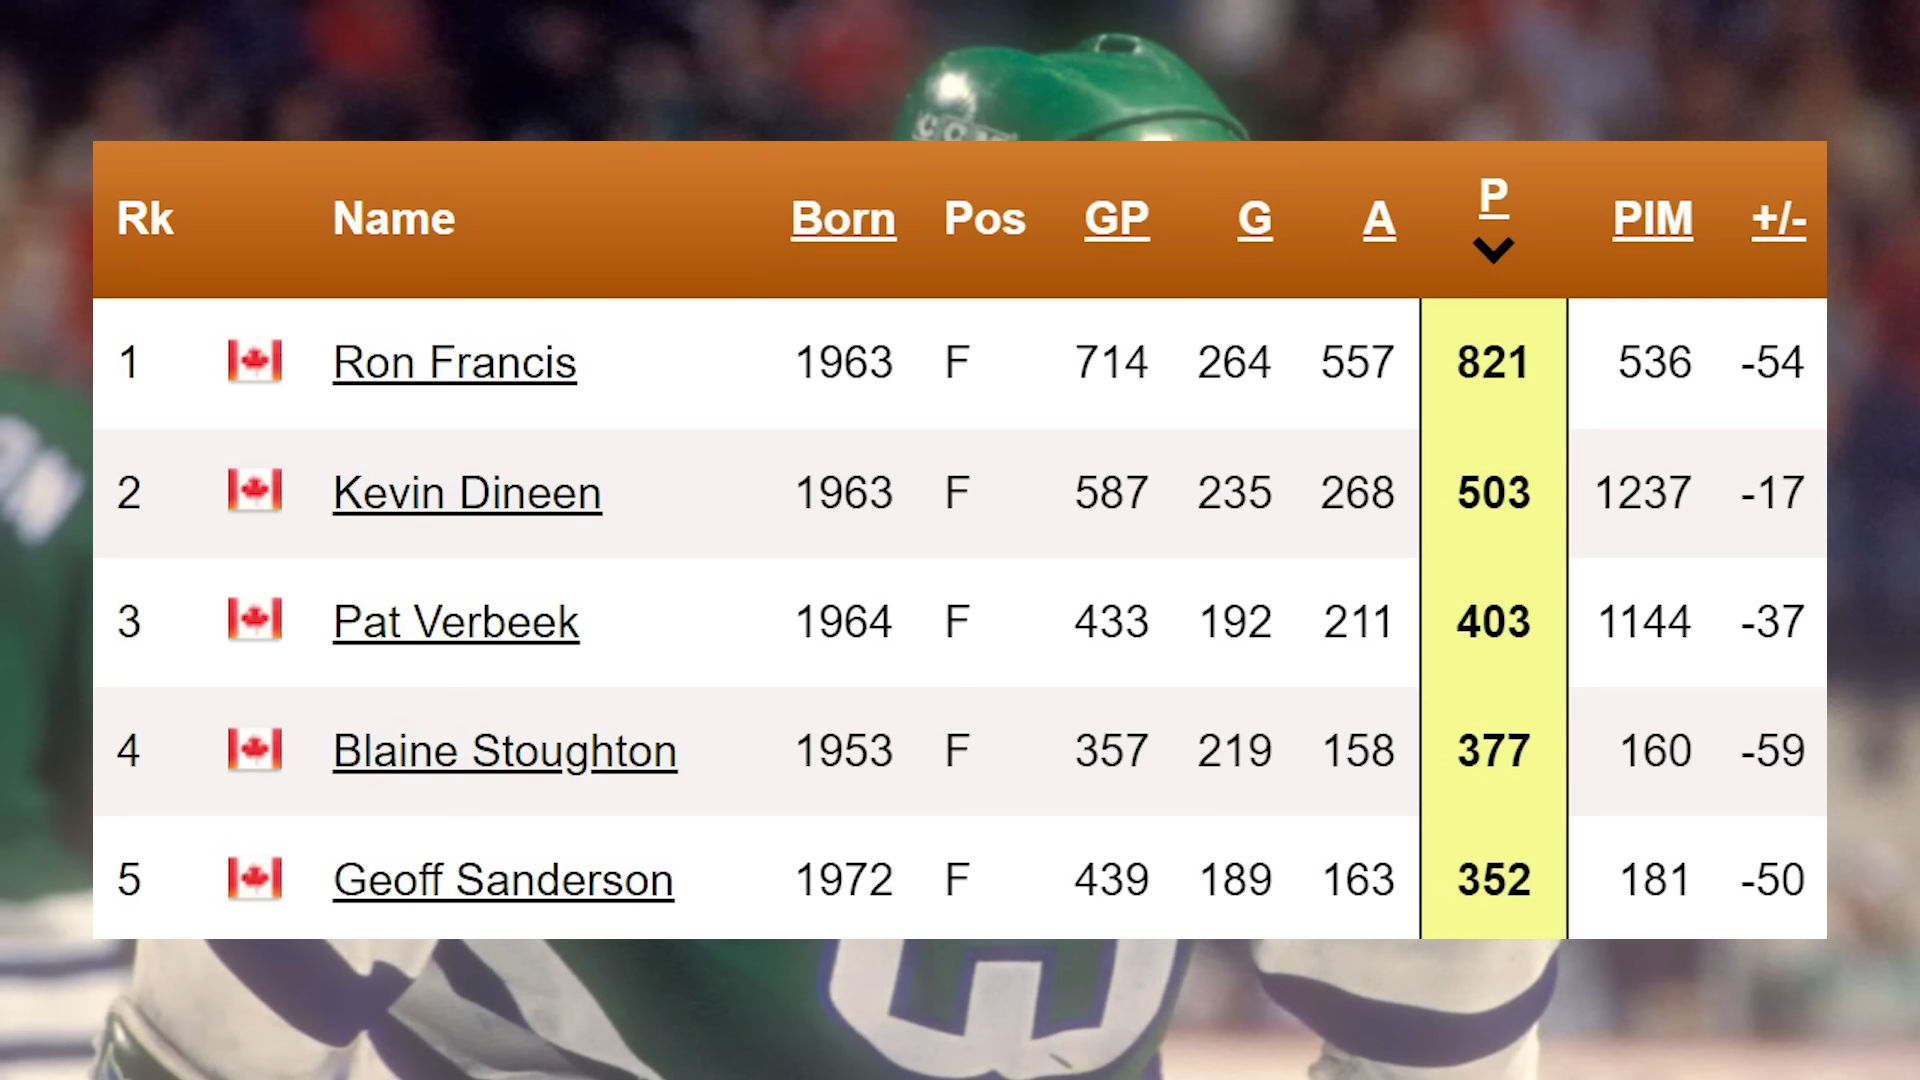 Rk Name Born Pos GP G A P PIM +/-
1 Ron Francis 1963 F 714 264 557 821 536 -54
2 Kevin Dineen 1963 F 587 235 268 503 1237 -17
3 Pat Verbeek 1964 F 433 192 211 403 1144 -37
4 Blaine Stoughton 1953 F 357 219 158 377 160 -59
5 Geoff Sanderson 1972 F 439 189 163 352 181 -50